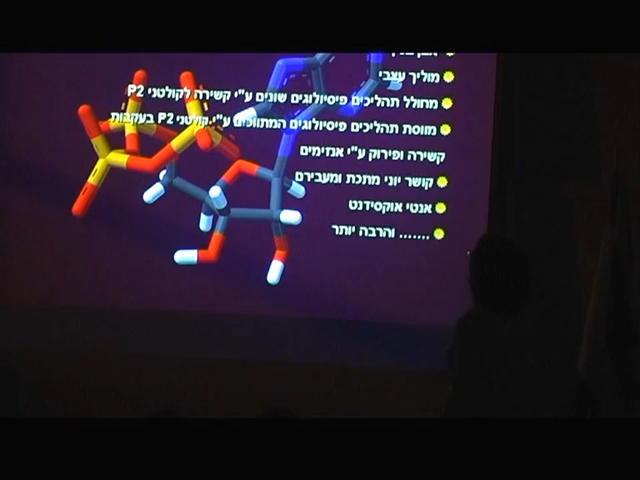 מוליך עצבי
מחולל תהליכים פיסיולוגים שונים ע"י קשירה לקולטני P2
מווסת תהליכים פיסיולוגים המתווכים ע"י קולטני P2 בעקבות
קשירה ופירוק ע"י אנזימים
קושר יוני מתכת ומעבירם
אנטי אוקסידנט
....... והרבה יותר